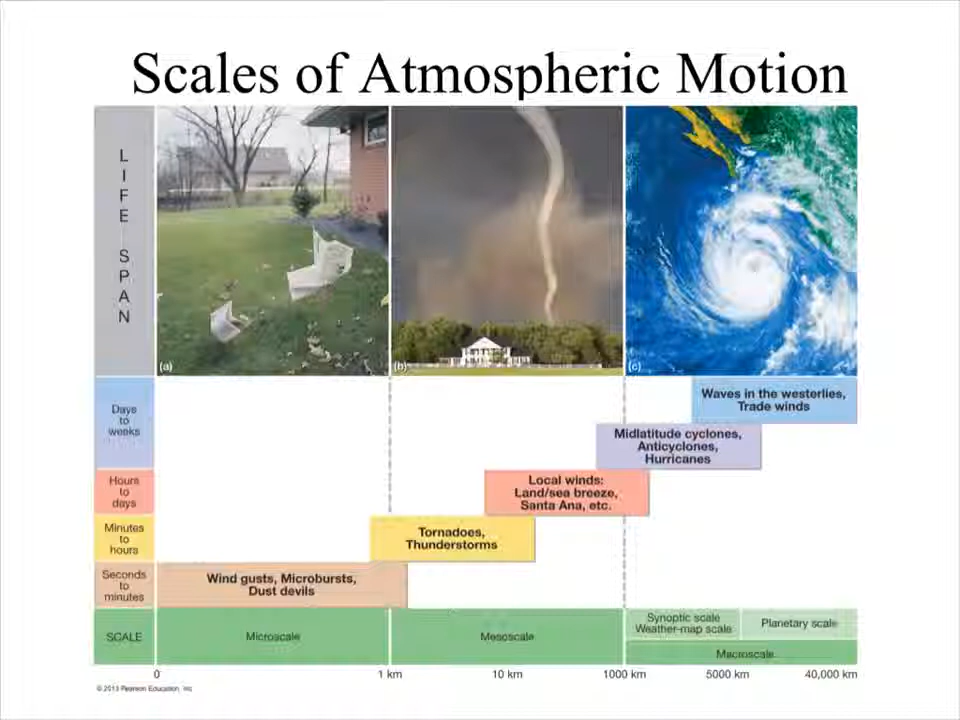 Scales of Atmospheric Motion
LIFE SPAN
(a)
(b)
(c)
Days
to
weeks
Waves in the westerlies,
Trade winds
Midlatitude cyclones,
Anticyclones,
Hurricanes
Hours
to
days
Local winds:
Land/sea breeze,
Santa Ana, etc.
Minutes
to
hours
Tornadoes,
Thunderstorms
Seconds
to
minutes
Wind gusts, Microbursts,
Dust devils
SCALE
Microscale
Mesoscale
Synoptic scale
Weather-map scale
Planetary scale
Macroscale
0 1 km 10 km 1000 km 5000 km 40,000 km
© 2013 Pearson Education, Inc